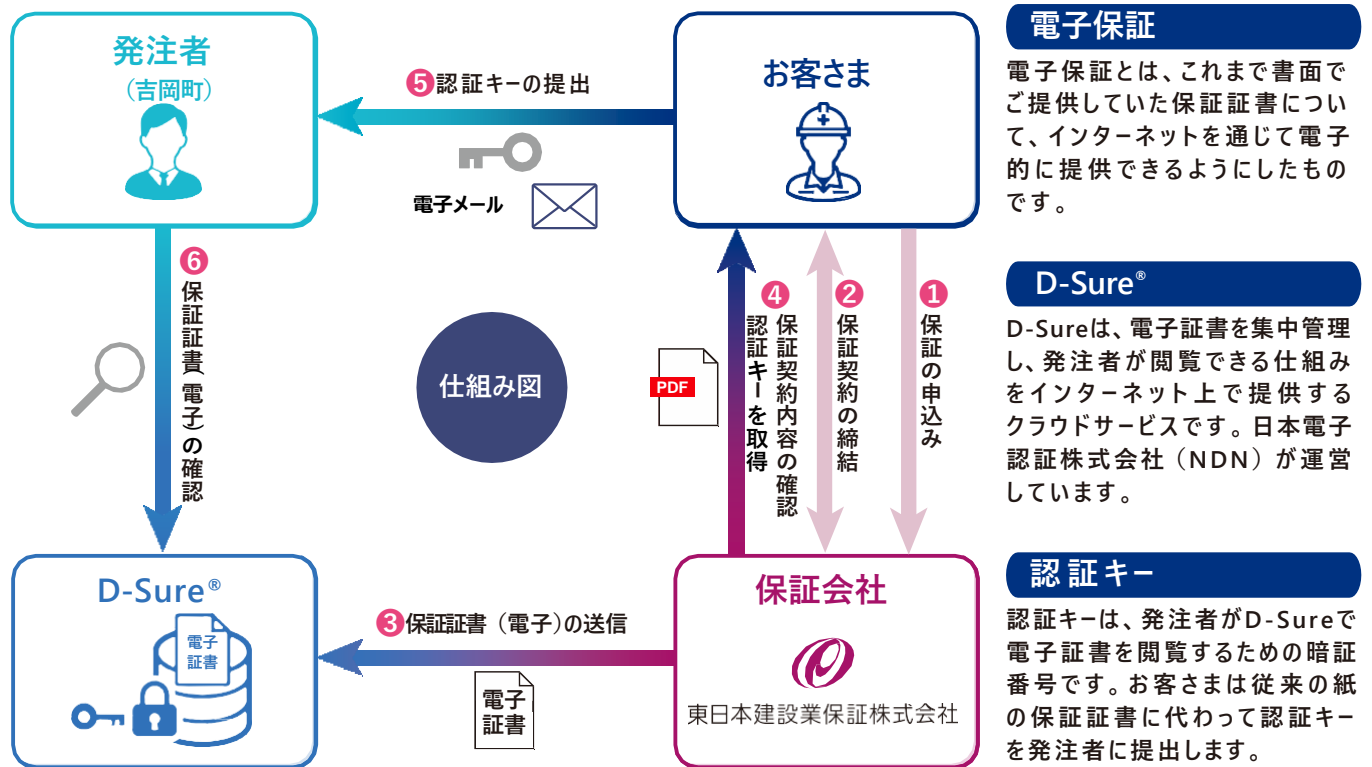 発注者
（吉岡町）
❺認証キーの提出
電子メール
お客さま
❻保証証書（電子）の確認
仕組み図
PDF
❹保証契約内容の確認
認証キーを取得
❷保証契約の締結
❶保証の申込み
D-Sure®
電子
証書
❸保証証書（電子）の送信
電子
証書
保証会社
東日本建設業保証株式会社
電子保証
電子保証とは、これまで書面で
ご提供していた保証証書につい
て、インターネットを通じて電子
的に提供できるようにしたもの
です。
D-Sure®
D-Sureは、電子証書を集中管理
し、発注者が閲覧できる仕組み
をインターネット上で提供する
クラウドサービスです。日本電子
認証株式会社（NDN）が運営
しています。
認証キー
認証キーは、発注者がD-Sureで
電子証書を閲覧するための暗証
番号です。お客さまは従来の紙
の保証証書に代わって認証キー
を発注者に提出します。